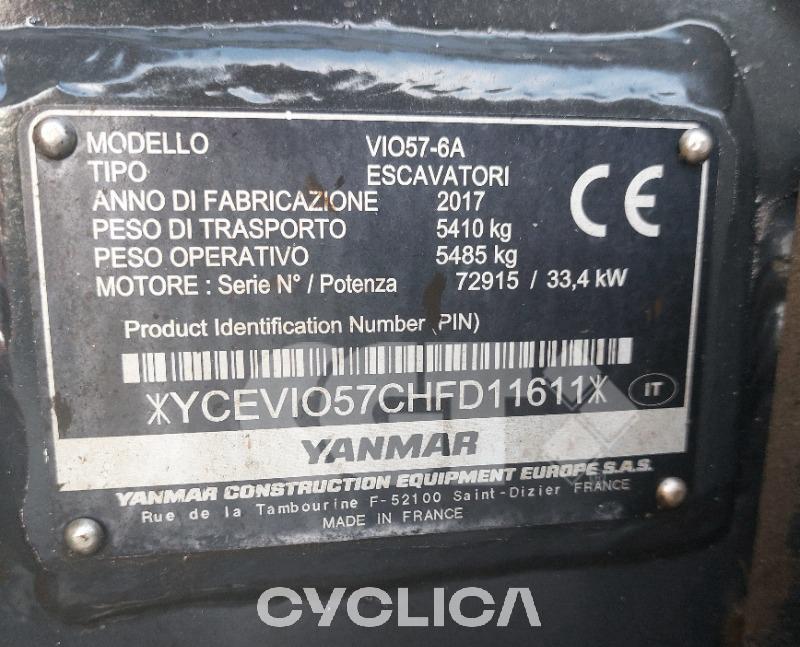 MODELLO VIO57-6A
TIPO ESCAVATORI
ANNO DI FABRICAZIONE 2017
PESO DI TRASPORTO 5410 kg
PESO OPERATIVO 5485 kg
MOTORE : Serie N° / Potenza 72915 / 33,4 kW
CE
Product Identification Number (PIN)
*YCEVIO57CHFD11611*
IT
YANMAR
YANMAR CONSTRUCTION EQUIPMENT EUROPE S.A.S.
Rue de la Tambourine F-52100 Saint-Dizier FRANCE
MADE IN FRANCE
CYCLICA